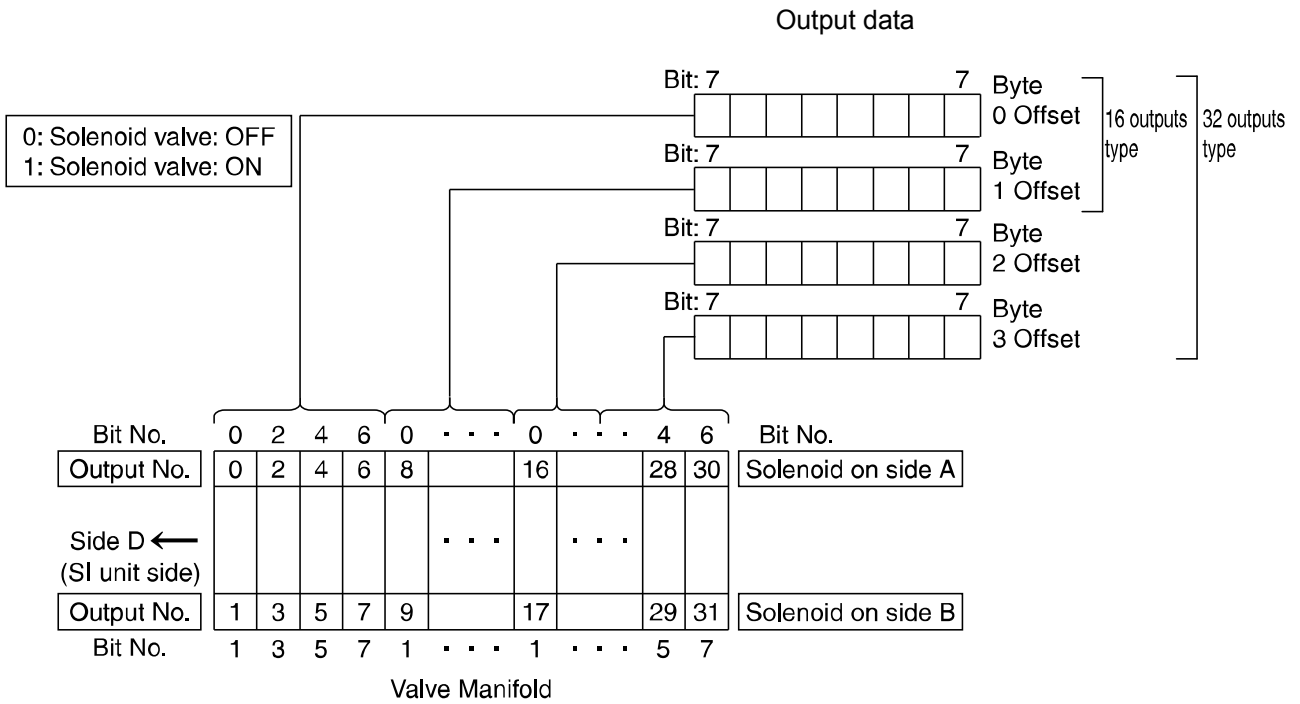 Output data
Bit: 7 7 Byte
0 Offset
Bit: 7 7 Byte
1 Offset
Bit: 7 7 Byte
2 Offset
Bit: 7 7 Byte
3 Offset
16 outputs
type
32 outputs
type
0: Solenoid valve: OFF
1: Solenoid valve: ON
Bit No. 0 2 4 6 0 · · · 0 · · · 4 6 Bit No.
Output No. 0 2 4 6 8 16 28 30 Solenoid on side A
Side D ← · · · · · ·
(SI unit side)
Output No. 1 3 5 7 9 17 29 31 Solenoid on side B
Bit No. 1 3 5 7 1 · · · 1 · · · 5 7
Valve Manifold